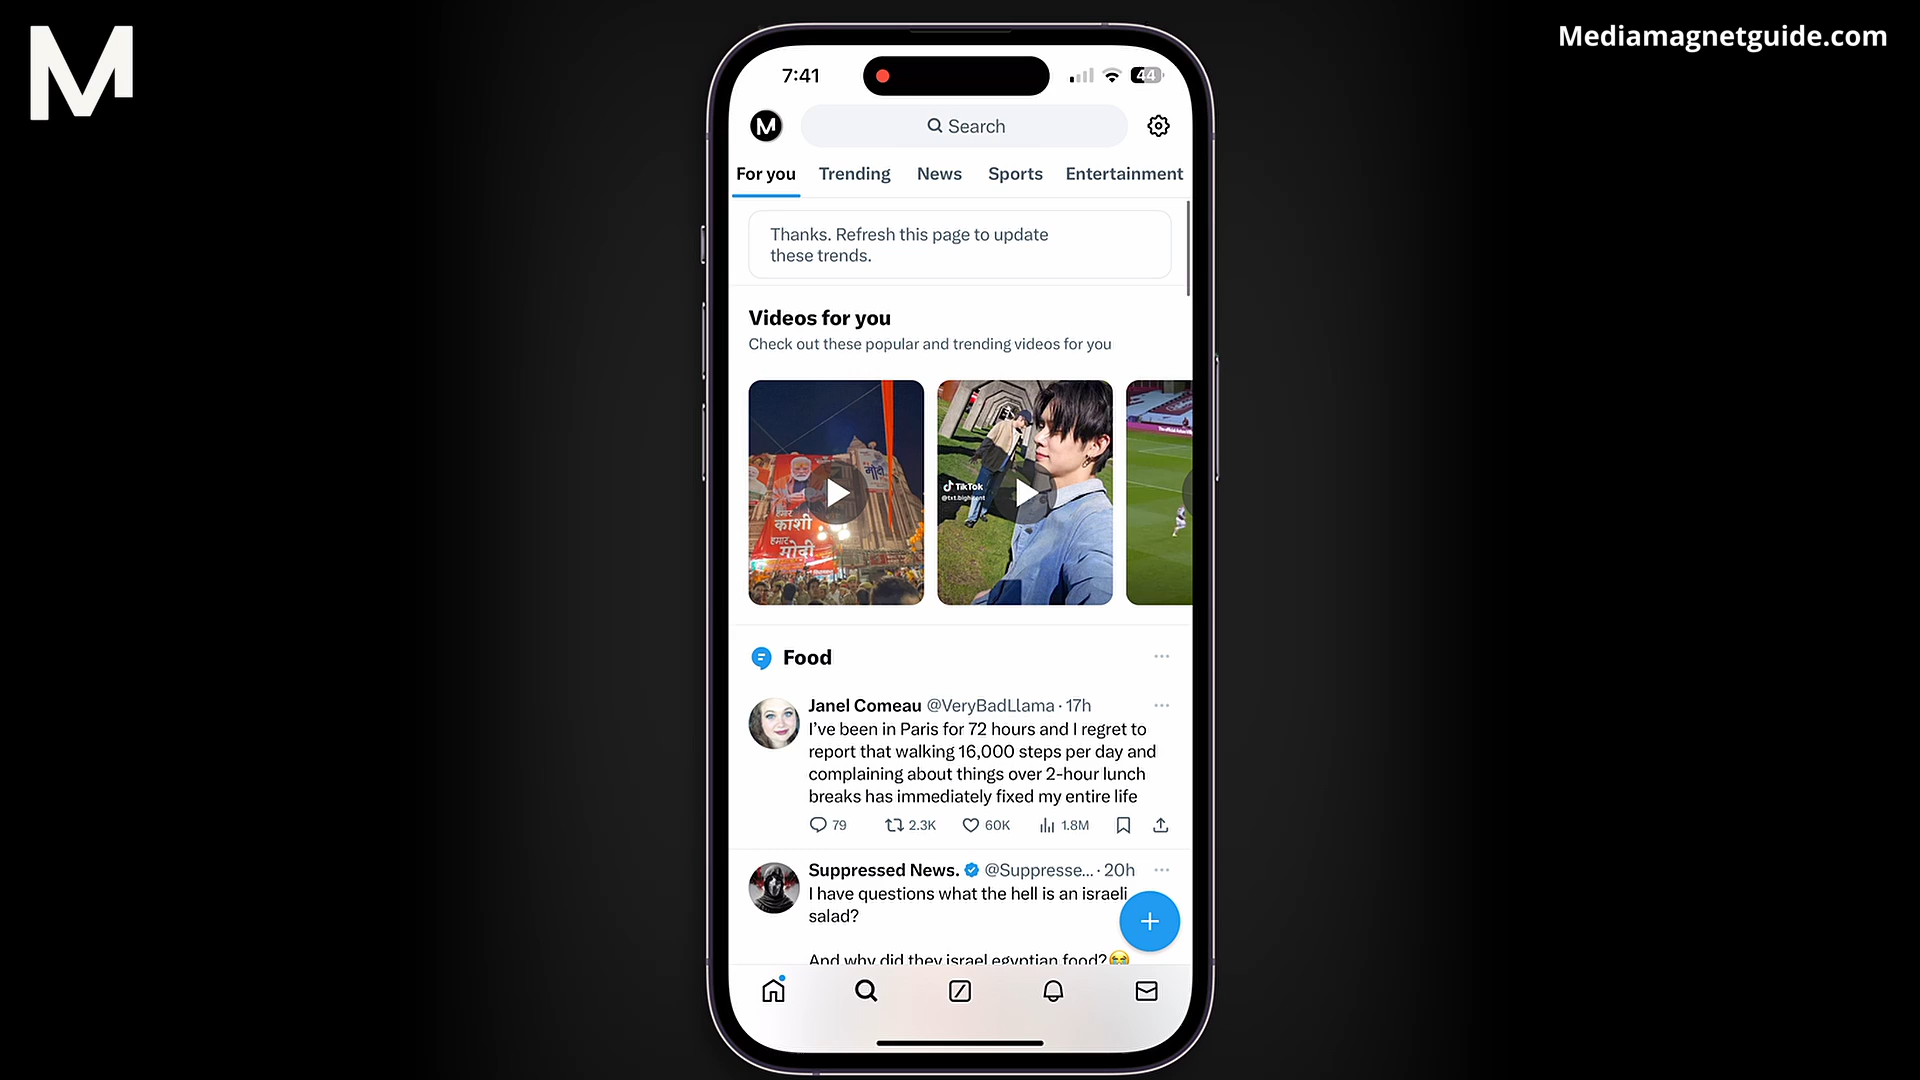 M
Mediamagnetguide.com
7:41
44
M
Search
For you
Trending
News
Sports
Entertainment
Thanks. Refresh this page to update
these trends.
Videos for you
Check out these popular and trending videos for you
मोदी
हमार
काशी
हमार
मोदी
TikTok
@txt.bighitent
Food
Janel Comeau @VeryBadLlama · 17h
I've been in Paris for 72 hours and I regret to
report that walking 16,000 steps per day and
complaining about things over 2-hour lunch
breaks has immediately fixed my entire life
79
2.3K
60K
1.8M
Suppressed News. @Suppresse... · 20h
I have questions what the hell is an israeli
salad?
And why did they israel egyptian food?😭